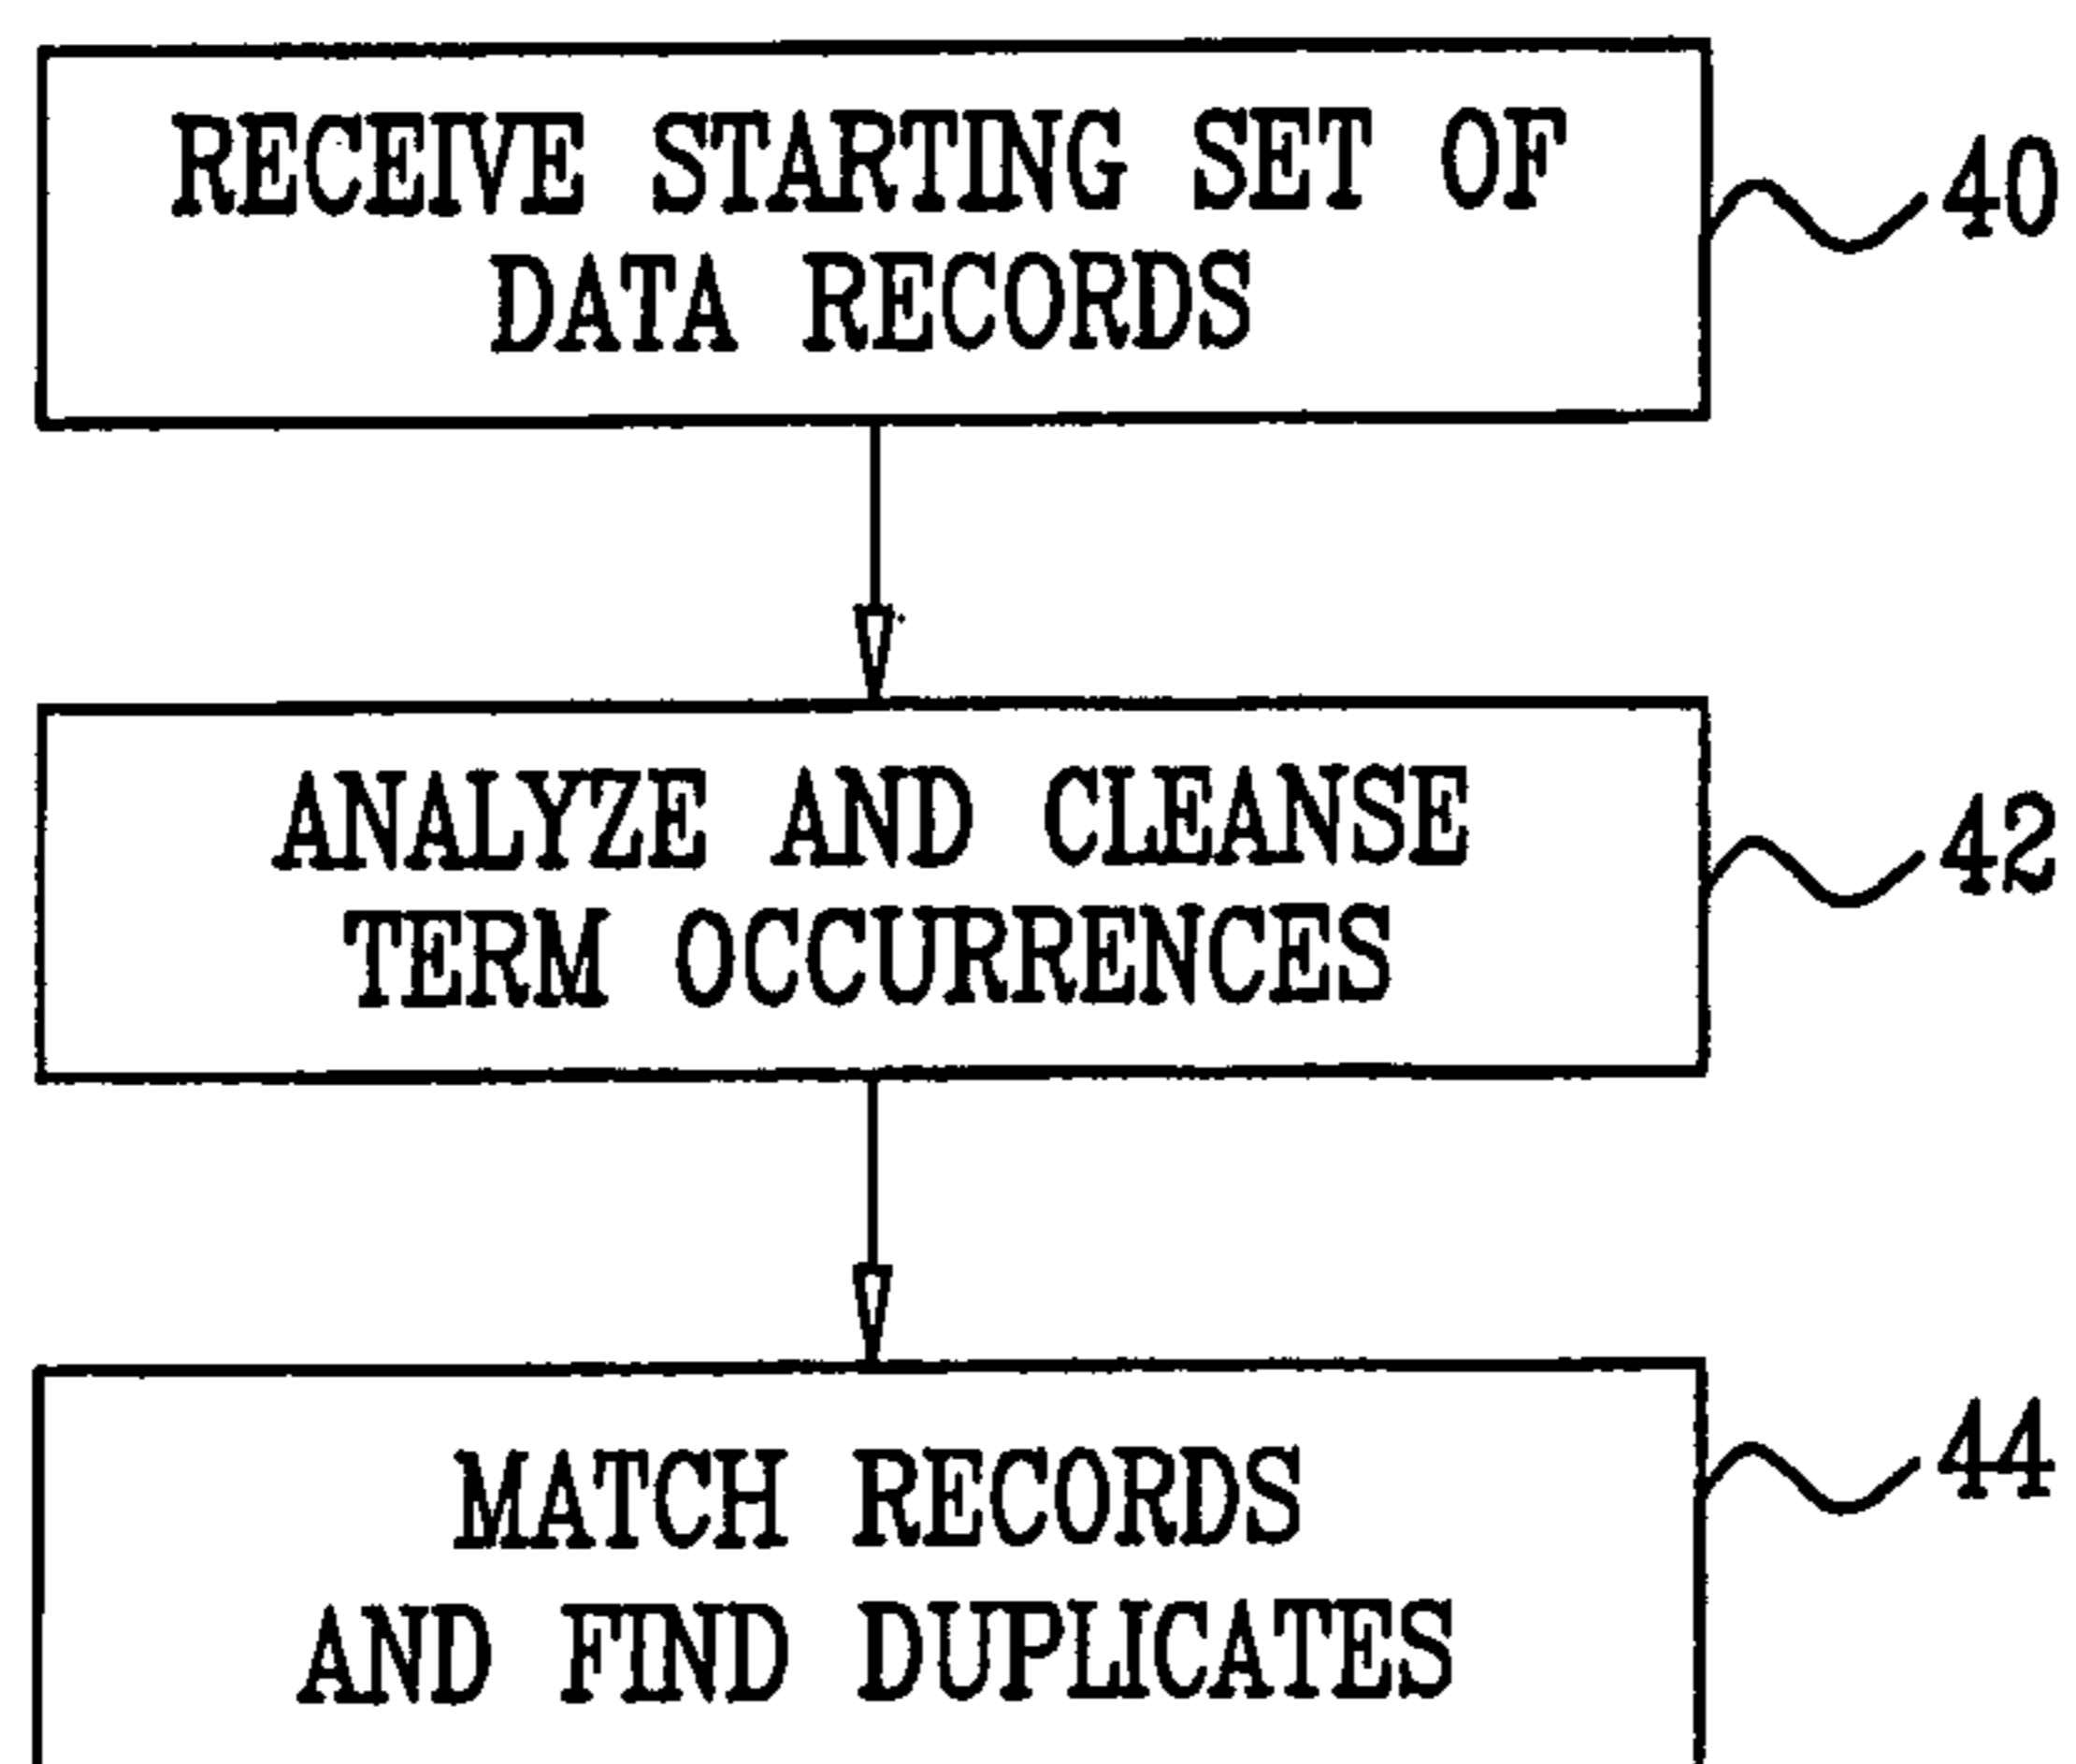 RECEIVE STARTING SET OF
DATA RECORDS
40
ANALYZE AND CLEANSE
TERM OCCURRENCES
42
MATCH RECORDS
AND FIND DUPLICATES
44